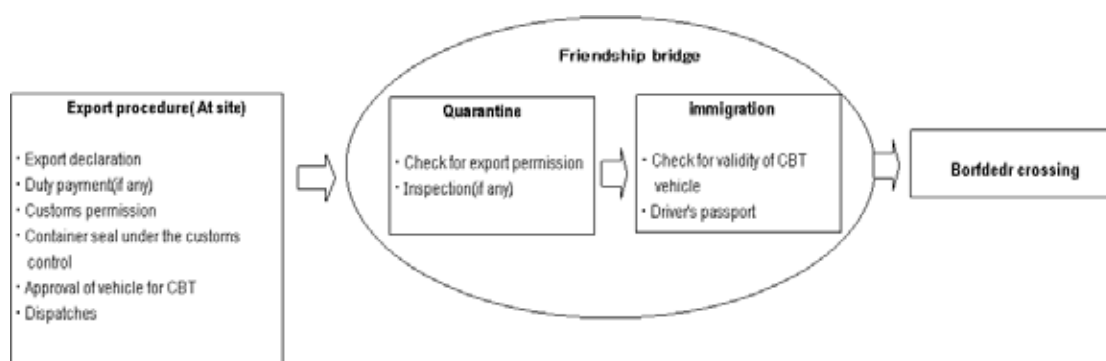 Friendship bridge
Export procedure( At site)
· Export declaration
· Duty payment(if any)
· Customs permission
· Container seal under the customs
control
· Approval of vehicle for CBT
· Dispatches
Quarantine
· Check for export permission
· Inspection(if any)
immigration
· Check for validity of CBT
vehicle
· Driver's passport
Borfdedr crossing